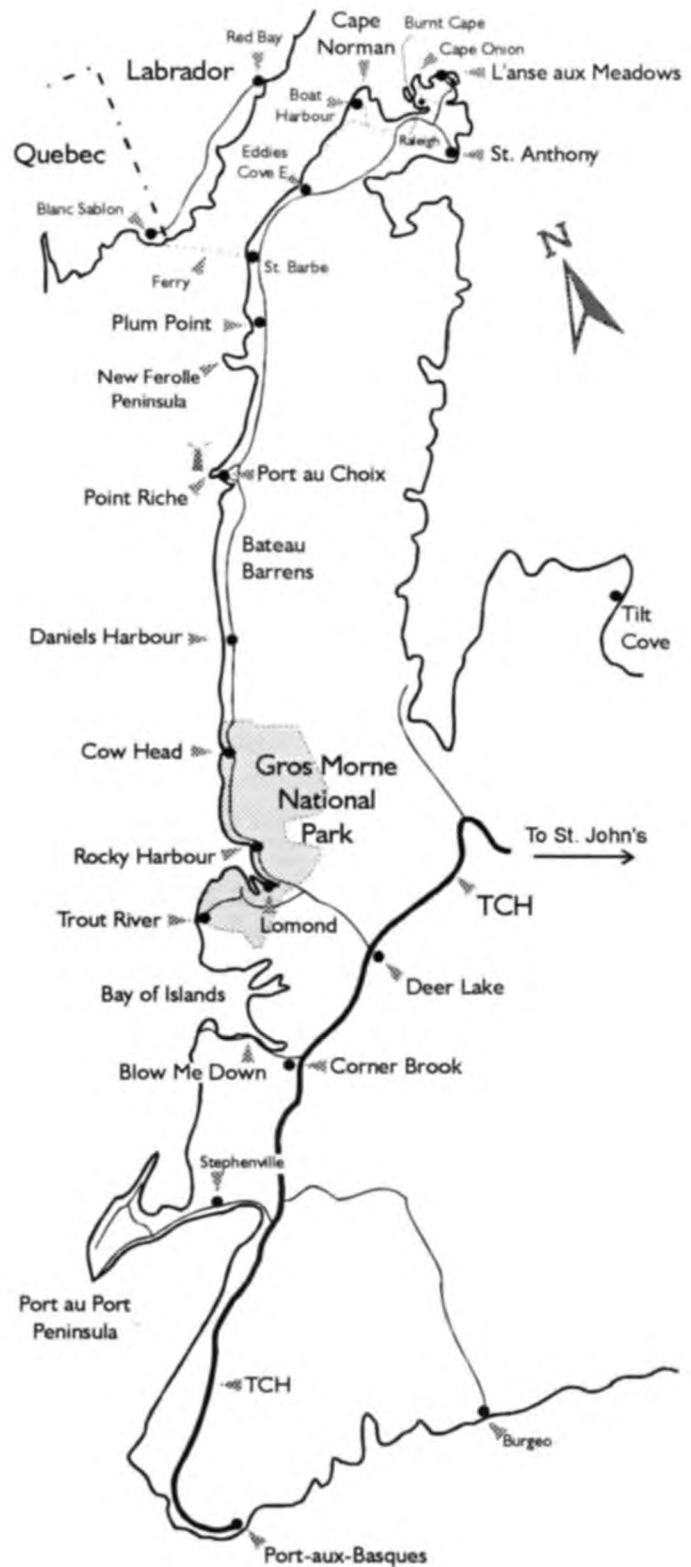 Red Bay
Labrador
Quebec
Blanc Sablon
Ferry
Cape
Norman
Burnt Cape
Cape Onion
L'anse aux Meadows
Boat
Harbour
Raleigh
St. Anthony
Eddies
Cove E.
St. Barbe
N
Plum Point
New Ferolle
Peninsula
Port au Choix
Point Riche
Bateau
Barrens
Daniels Harbour
Tilt
Cove
Cow Head
Gros Morne
National
Park
Rocky Harbour
To St. John's
TCH
Trout River
Lomond
Deer Lake
Bay of Islands
Blow Me Down
Corner Brook
Stephenville
Port au Port
Peninsula
TCH
Burgeo
Port-aux-Basques